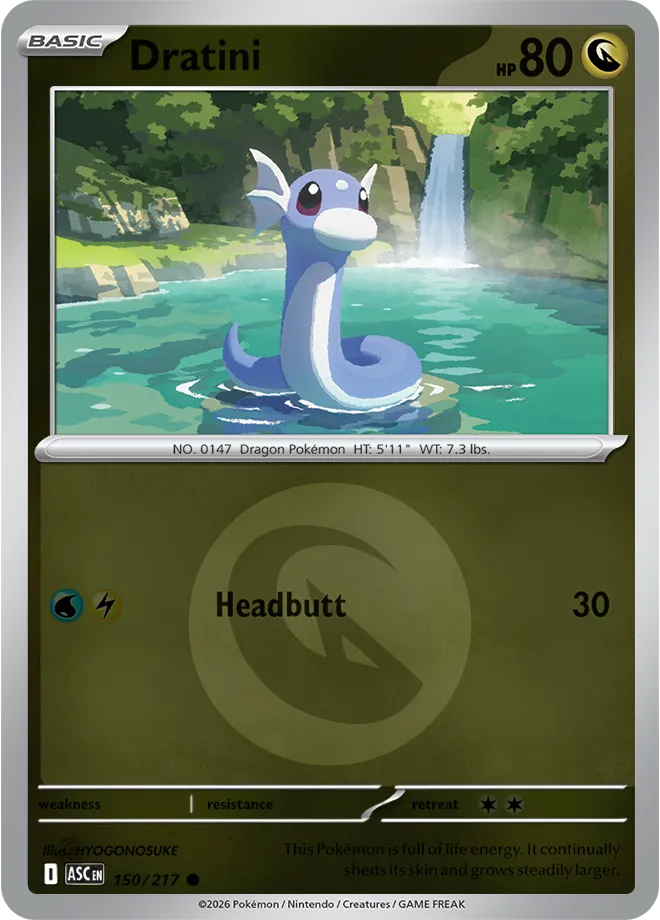 BASIC
Dratini
HP 80
NO. 0147 Dragon Pokémon HT: 5'11" WT: 7.3 lbs.
Headbutt 30
weakness resistance retreat
Illus. HYOGONOSUKE
This Pokémon is full of life energy. It continually
sheds its skin and grows steadily larger.
D ASC EN 150/217
©2026 Pokémon / Nintendo / Creatures / GAME FREAK